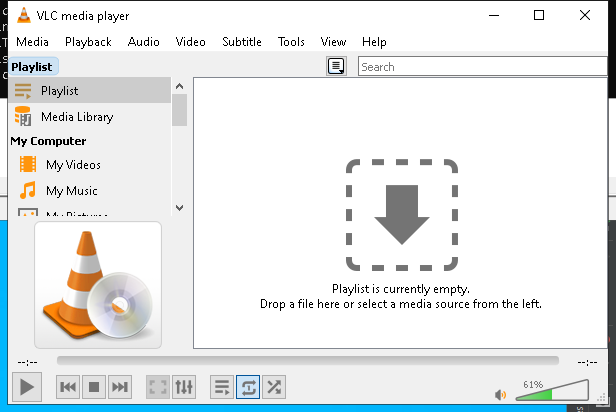 VLC media player
Media Playback Audio Video Subtitle Tools View Help
Playlist
Search
Playlist
Media Library
My Computer
My Videos
My Music
My Pictures
Playlist is currently empty.
Drop a file here or select a media source from the left.
--:-- --:--
61%